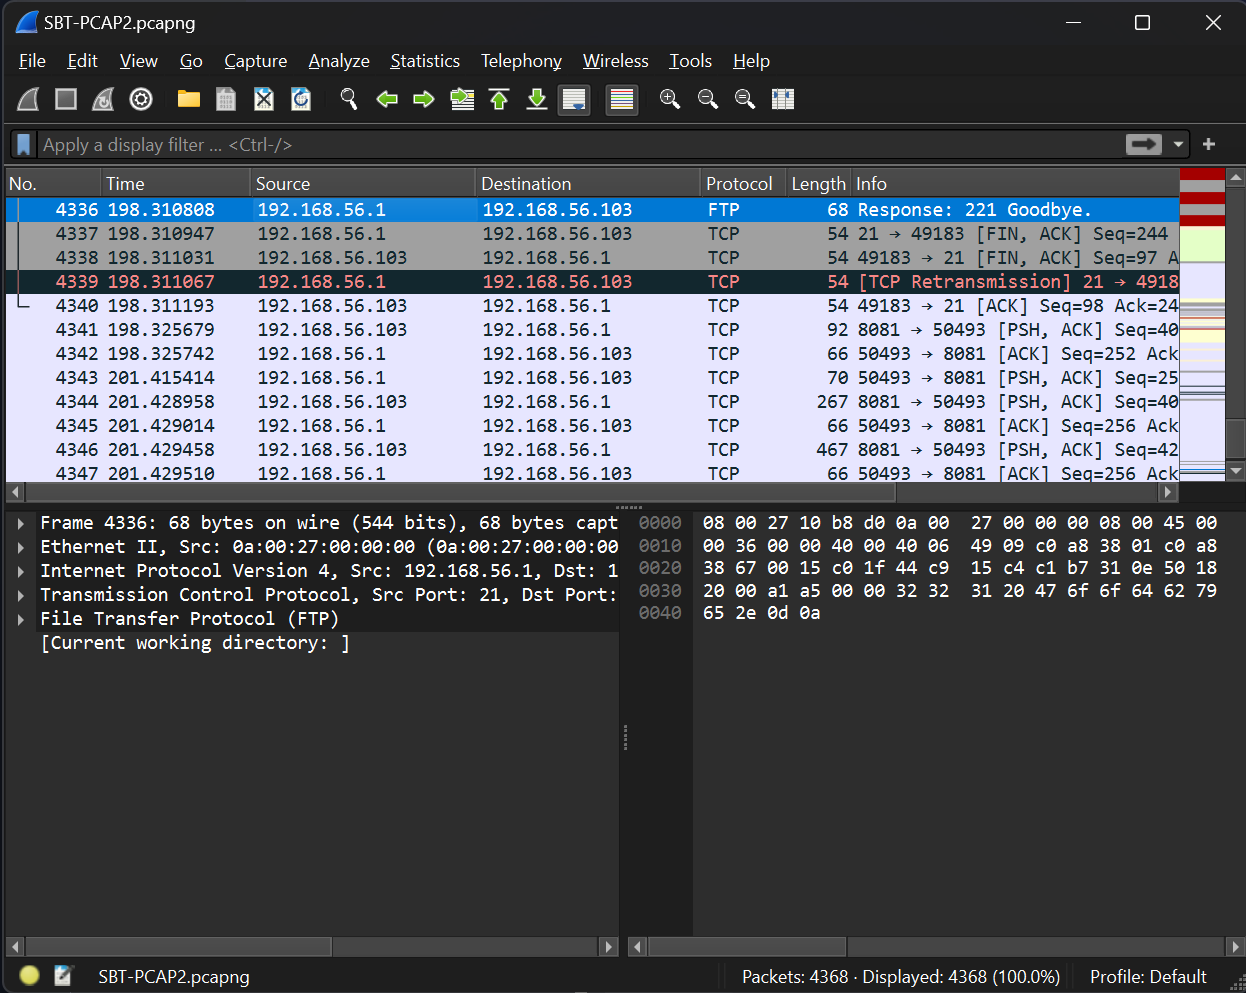 SBT-PCAP2.pcapng
File Edit View Go Capture Analyze Statistics Telephony Wireless Tools Help
Apply a display filter ... <Ctrl-/>
No. Time Source Destination Protocol Length Info
4336 198.310808 192.168.56.1 192.168.56.103 FTP 68 Response: 221 Goodbye.
4337 198.310947 192.168.56.1 192.168.56.103 TCP 54 21 → 49183 [FIN, ACK] Seq=244
4338 198.311031 192.168.56.103 192.168.56.1 TCP 54 49183 → 21 [FIN, ACK] Seq=97 A
4339 198.311067 192.168.56.1 192.168.56.103 TCP 54 [TCP Retransmission] 21 → 4918
4340 198.311193 192.168.56.103 192.168.56.1 TCP 54 49183 → 21 [ACK] Seq=98 Ack=24
4341 198.325679 192.168.56.103 192.168.56.1 TCP 92 8081 → 50493 [PSH, ACK] Seq=40
4342 198.325742 192.168.56.1 192.168.56.103 TCP 66 50493 → 8081 [ACK] Seq=252 Ack
4343 201.415414 192.168.56.1 192.168.56.103 TCP 70 50493 → 8081 [PSH, ACK] Seq=25
4344 201.428958 192.168.56.103 192.168.56.1 TCP 267 8081 → 50493 [PSH, ACK] Seq=40
4345 201.429014 192.168.56.1 192.168.56.103 TCP 66 50493 → 8081 [ACK] Seq=256 Ack
4346 201.429458 192.168.56.103 192.168.56.1 TCP 467 8081 → 50493 [PSH, ACK] Seq=42
4347 201.429510 192.168.56.1 192.168.56.103 TCP 66 50493 → 8081 [ACK] Seq=256 Ack
Frame 4336: 68 bytes on wire (544 bits), 68 bytes capt
Ethernet II, Src: 0a:00:27:00:00:00 (0a:00:27:00:00:00
Internet Protocol Version 4, Src: 192.168.56.1, Dst: 1
Transmission Control Protocol, Src Port: 21, Dst Port:
File Transfer Protocol (FTP)
[Current working directory: ]
0000 08 00 27 10 b8 d0 0a 00 27 00 00 00 08 00 45 00
0010 00 36 00 00 40 00 40 06 49 09 c0 a8 38 01 c0 a8
0020 38 67 00 15 c0 1f 44 c9 15 c4 c1 b7 31 0e 50 18
0030 20 00 a1 a5 00 00 32 32 31 20 47 6f 6f 64 62 79
0040 65 2e 0d 0a
SBT-PCAP2.pcapng Packets: 4368 · Displayed: 4368 (100.0%) Profile: Default